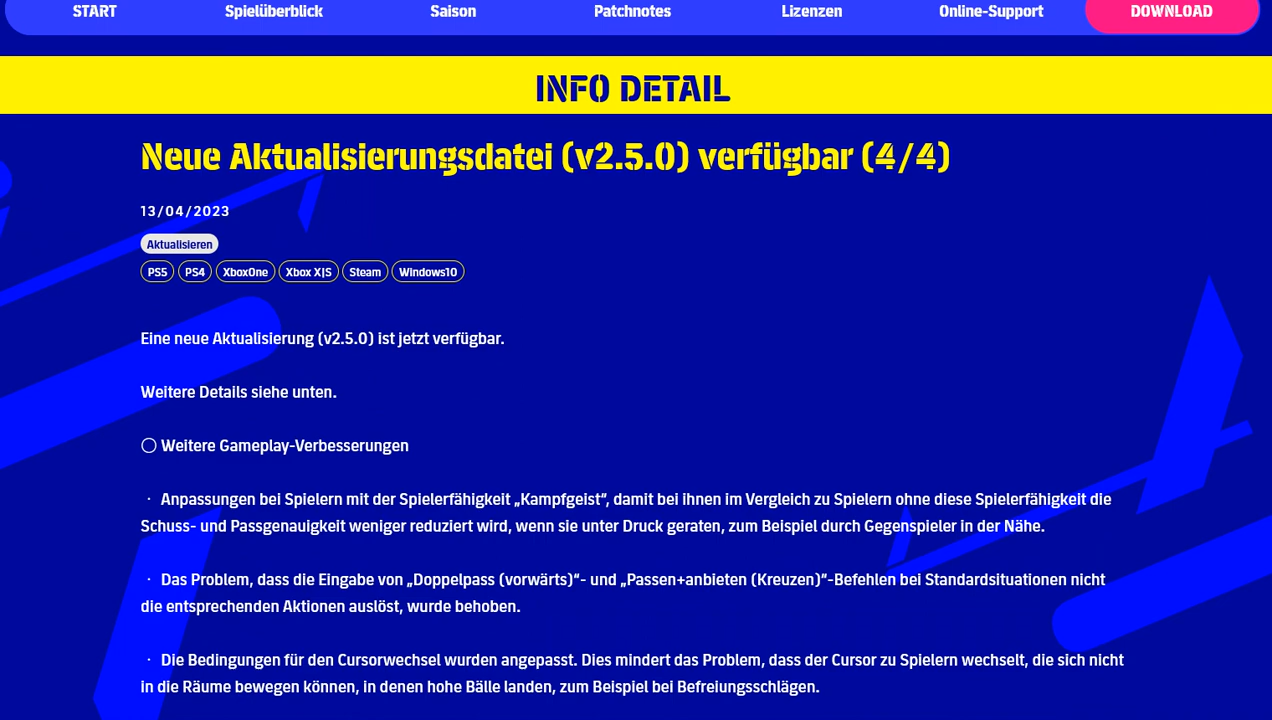 START Spielüberblick Saison Patchnotes Lizenzen Online-Support DOWNLOAD
INFO DETAIL
Neue Aktualisierungsdatei (v2.5.0) verfügbar (4/4)
13/04/2023
Aktualisieren
PS5 PS4 XboxOne Xbox X|S Steam Windows10
Eine neue Aktualisierung (v2.5.0) ist jetzt verfügbar.
Weitere Details siehe unten.
〇 Weitere Gameplay-Verbesserungen
・ Anpassungen bei Spielern mit der Spielerfähigkeit „Kampfgeist“, damit bei ihnen im Vergleich zu Spielern ohne diese Spielerfähigkeit die
Schuss- und Passgenauigkeit weniger reduziert wird, wenn sie unter Druck geraten, zum Beispiel durch Gegenspieler in der Nähe.
・ Das Problem, dass die Eingabe von „Doppelpass (vorwärts)“- und „Passen+anbieten (Kreuzen)“-Befehlen bei Standardsituationen nicht
die entsprechenden Aktionen auslöst, wurde behoben.
・ Die Bedingungen für den Cursorwechsel wurden angepasst. Dies mindert das Problem, dass der Cursor zu Spielern wechselt, die sich nicht
in die Räume bewegen können, in denen hohe Bälle landen, zum Beispiel bei Befreiungsschlägen.